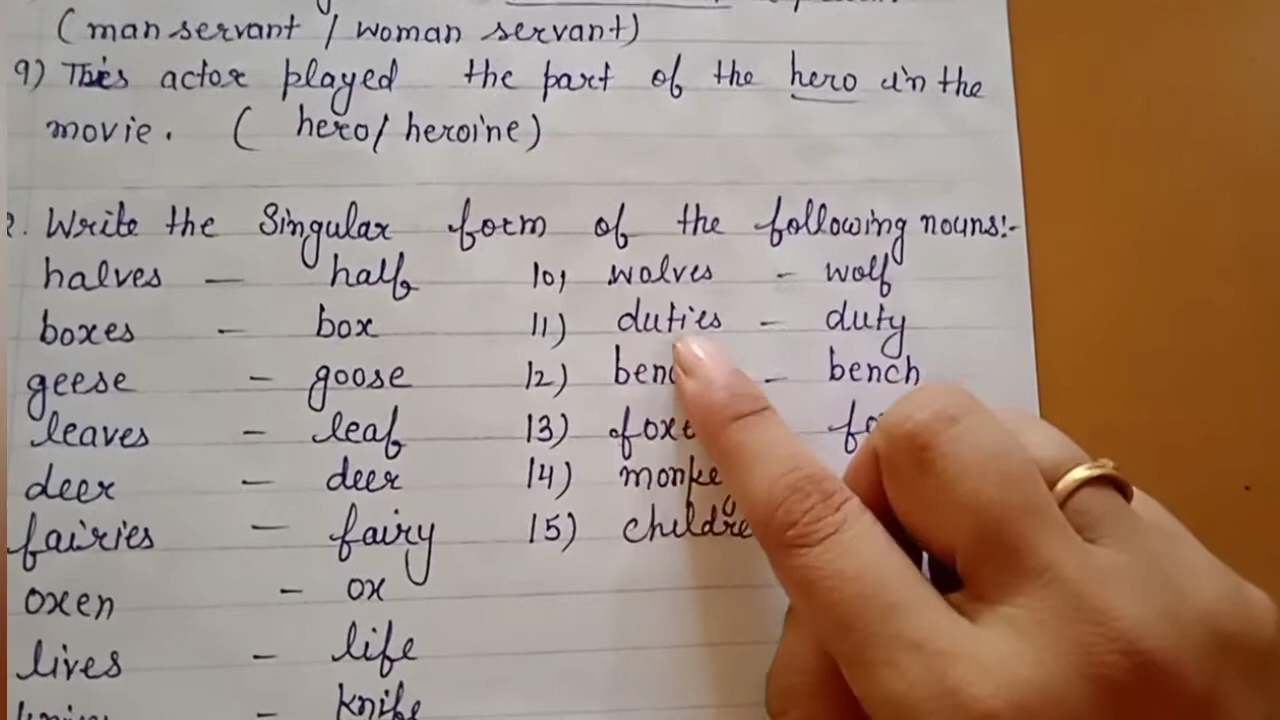 (man servant / woman servant)
9) This actor played the part of the hero in the
movie. ( hero/ heroine)
2. Write the Singular form of the following nouns:-
halves — half 10) wolves - wolf
boxes — box 11) duties - duty
geese - goose 12) - bench
leaves - leaf 13)
deer - deer 14)
fairies - fairy 15)
oxen - ox
lives - life
- knife